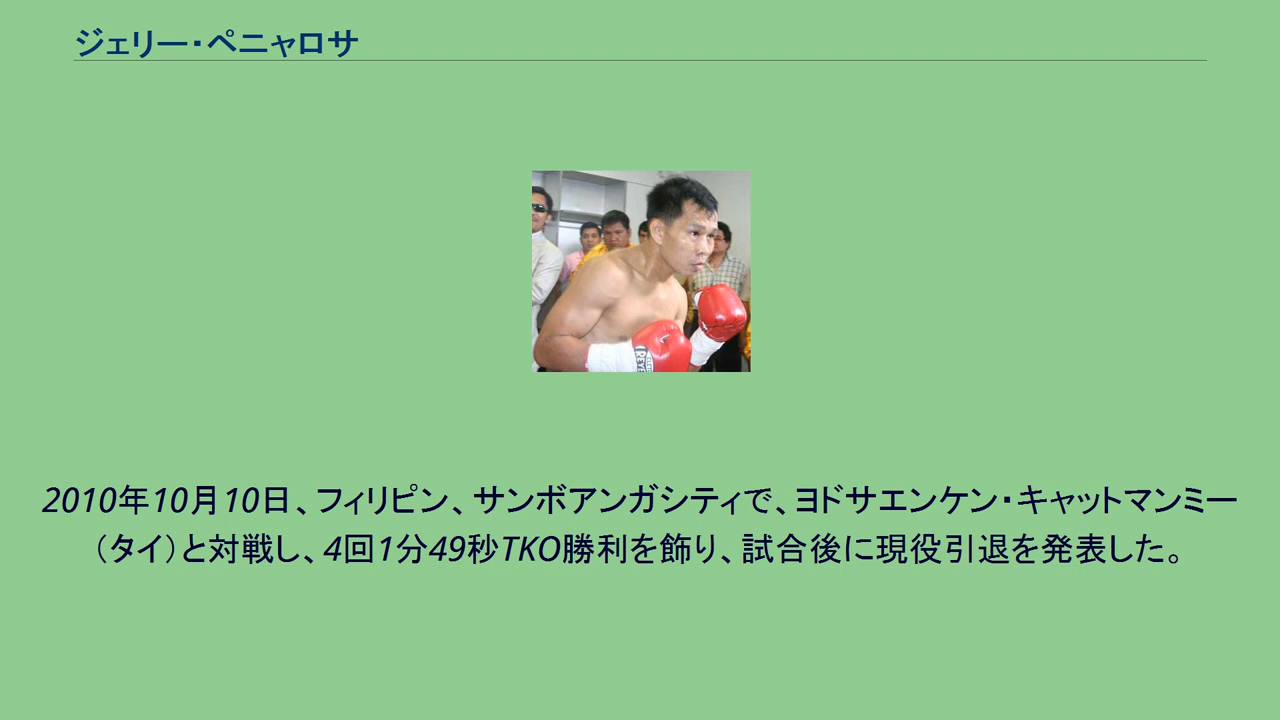 ジェリー・ペニャロサ
2010年10月10日、フィリピン、サンボアンガシティで、ヨドサエンケン・キャットマンミー
（タイ）と対戦し、4回1分49秒TKO勝利を飾り、試合後に現役引退を発表した。